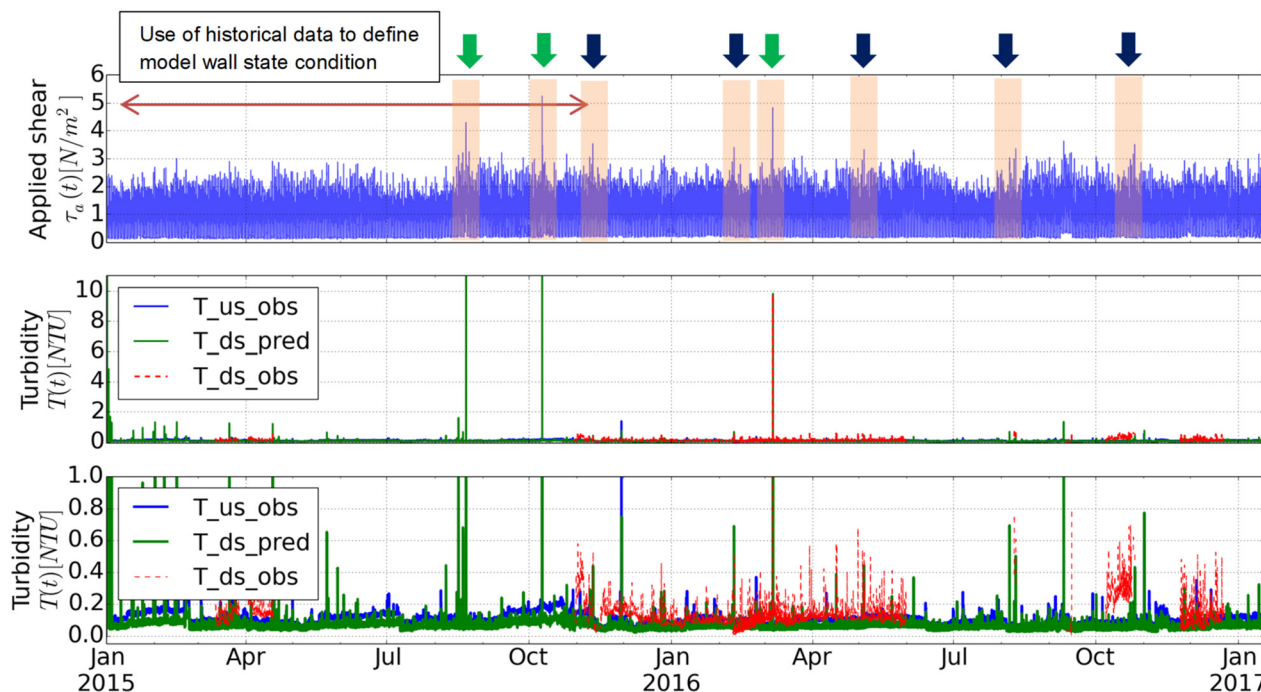 Use of historical data to define
model wall state condition
Applied shear
τ_a(t)[N/m²]
6
5
4
3
2
1
0
Turbidity
T(t)[NTU]
10
8
6
4
2
0
T_us_obs
T_ds_pred
T_ds_obs
Turbidity
T(t)[NTU]
1.0
0.8
0.6
0.4
0.2
0.0
T_us_obs
T_ds_pred
T_ds_obs
Jan Apr Jul Oct Jan Apr Jul Oct Jan
2015 2016 2017